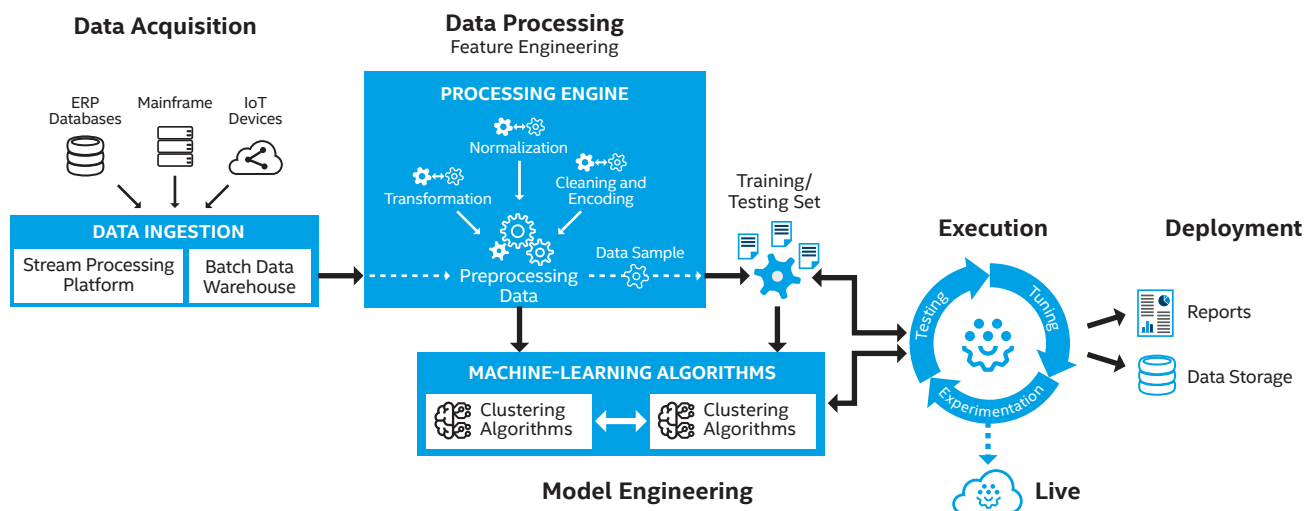 Data Acquisition
ERP
Databases
Mainframe
IoT
Devices
DATA INGESTION
Stream Processing
Platform
Batch Data
Warehouse
Data Processing
Feature Engineering
PROCESSING ENGINE
Normalization
Transformation
Cleaning and
Encoding
Data Sample
Preprocessing
Data
Training/
Testing Set
MACHINE-LEARNING ALGORITHMS
Clustering
Algorithms
Clustering
Algorithms
Model Engineering
Execution
Testing
Tuning
Experimentation
Live
Deployment
Reports
Data Storage